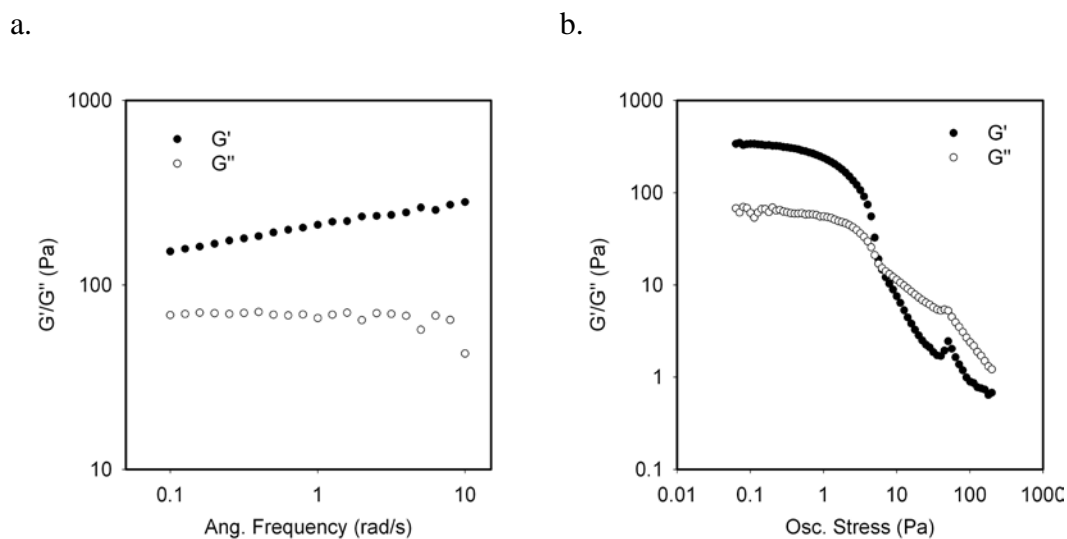 a.
b.
1000
100
10
G'/G" (Pa)
G'
G"
0.1
1
10
Ang. Frequency (rad/s)
1000
100
10
1
0.1
G'/G" (Pa)
G'
G"
0.01
0.1
1
10
100
1000
Osc. Stress (Pa)